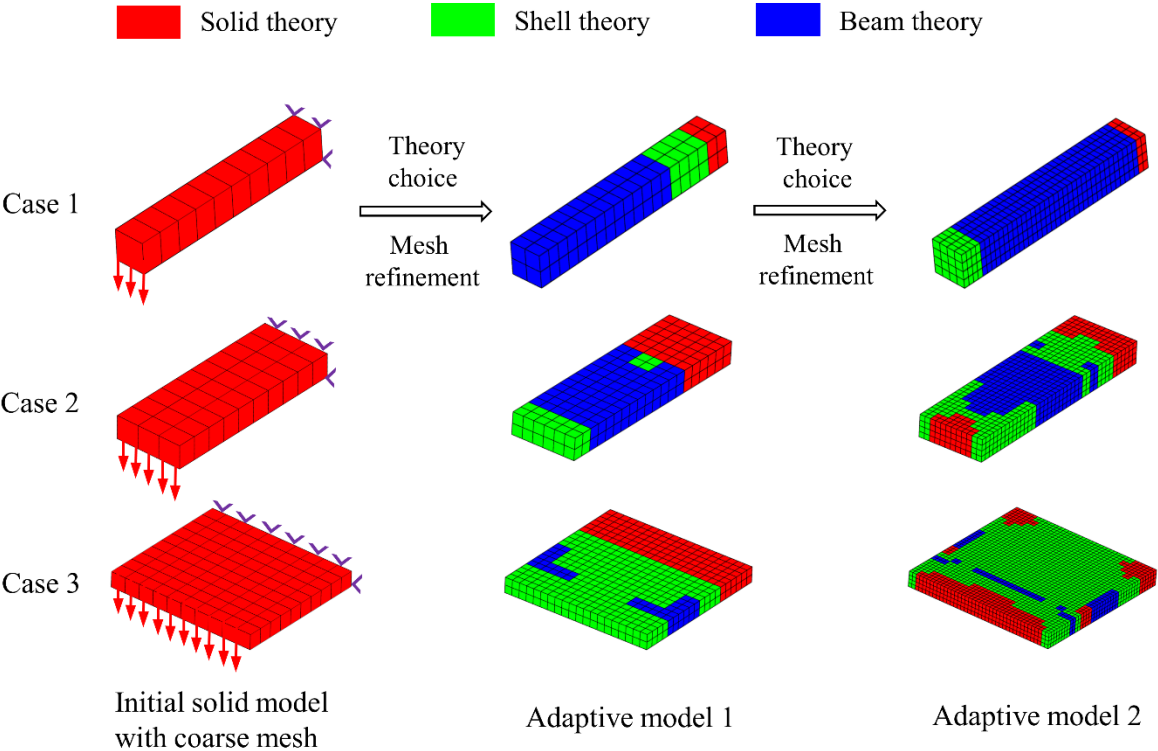 Solid theory
Shell theory
Beam theory
Case 1
Theory
choice
Mesh
refinement
Theory
choice
Mesh
refinement
Case 2
Case 3
Initial solid model
with coarse mesh
Adaptive model 1
Adaptive model 2